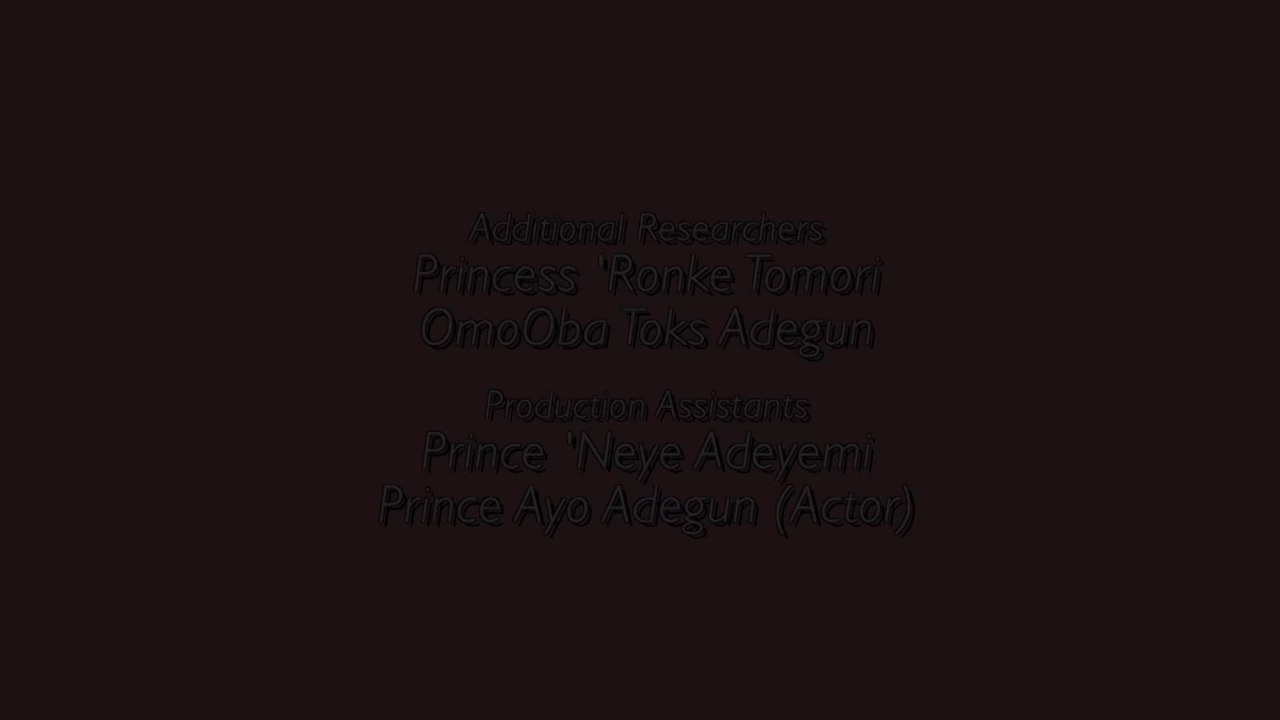 Additional Researchers
Princess 'Ronke Tomori
OmoOba Toks Adegun
Production Assistants
Prince 'Neye Adeyemi
Prince Ayo Adegun (Actor)